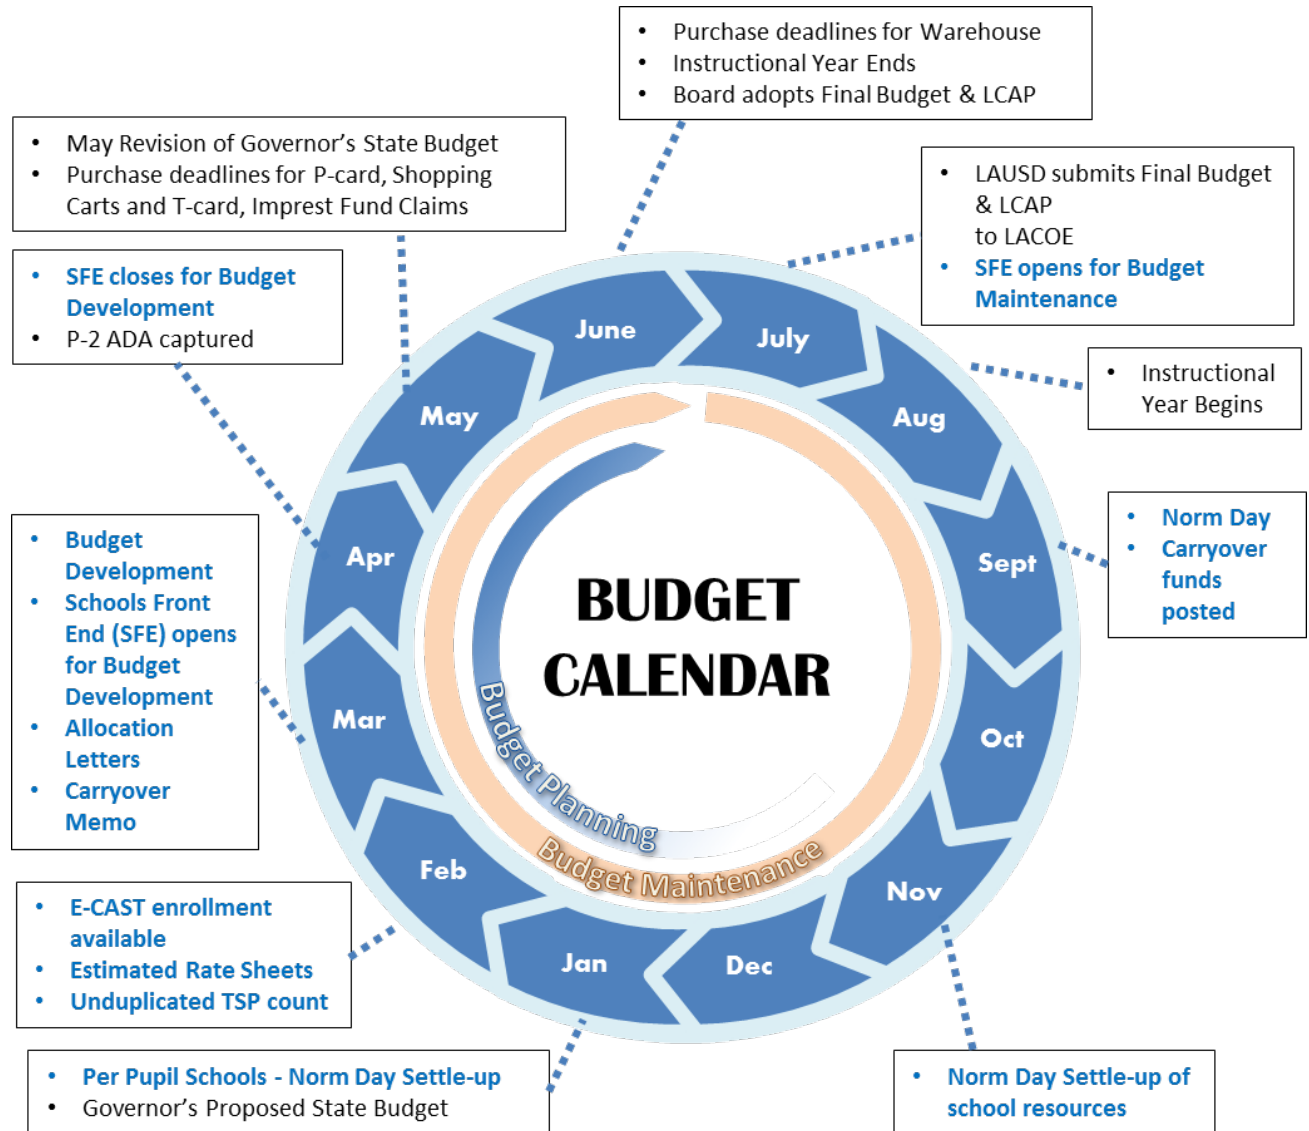 • Purchase deadlines for Warehouse
• Instructional Year Ends
• Board adopts Final Budget & LCAP
• May Revision of Governor’s State Budget
• Purchase deadlines for P-card, Shopping
Carts and T-card, Imprest Fund Claims
• LAUSD submits Final Budget
& LCAP
to LACOE
• SFE opens for Budget
Maintenance
• SFE closes for Budget
Development
• P-2 ADA captured
• Instructional
Year Begins
June
July
May
Aug
• Norm Day
• Carryover
funds
posted
• Budget
Development
• Schools Front
End (SFE) opens
for Budget
Development
• Allocation
Letters
• Carryover
Memo
Apr
Sept
BUDGET
CALENDAR
Mar
Oct
Budget Planning
Budget Maintenance
Feb
Nov
Jan
Dec
• E-CAST enrollment
available
• Estimated Rate Sheets
• Unduplicated TSP count
• Per Pupil Schools - Norm Day Settle-up
• Governor’s Proposed State Budget
• Norm Day Settle-up of
school resources